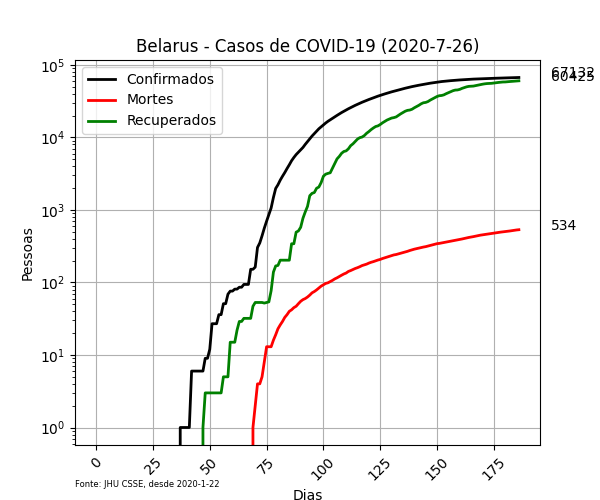 Belarus - Casos de COVID-19 (2020-7-26)
Confirmados
Mortes
Recuperados
67132
60425
534
10^5
10^4
10^3
10^2
10^1
10^0
Pessoas
0 25 50 75 100 125 150 175
Dias
Fonte: JHU CSSE, desde 2020-1-22